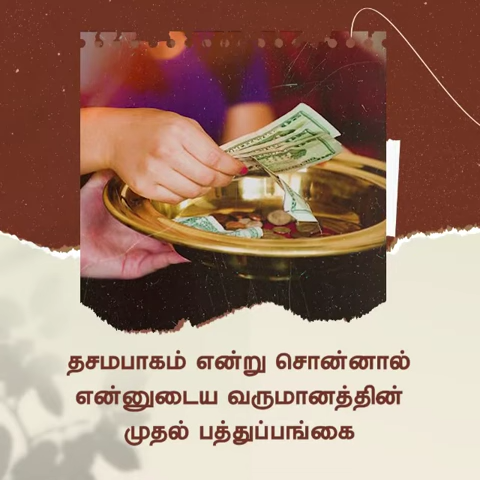 தசமபாகம் என்று சொன்னால்
என்னுடைய வருமானத்தின்
முதல் பத்துப்பங்கை